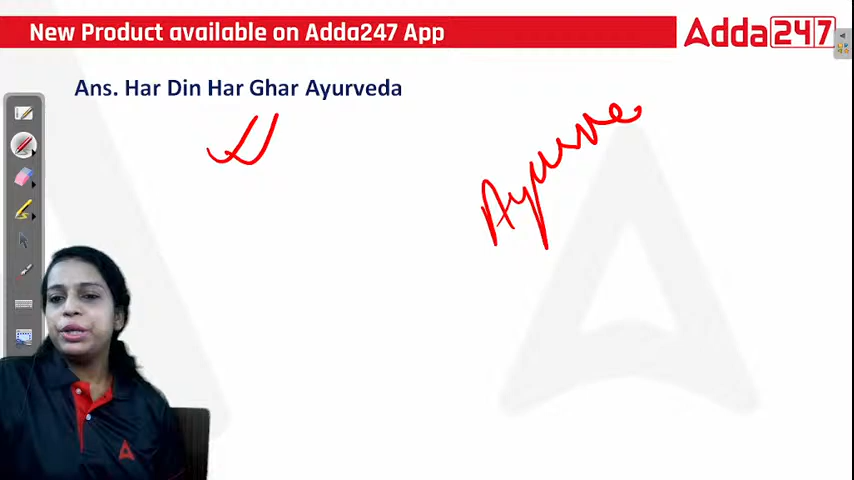 New Product available on Adda247 App
Adda247
Ans. Har Din Har Ghar Ayurveda
Ayurve